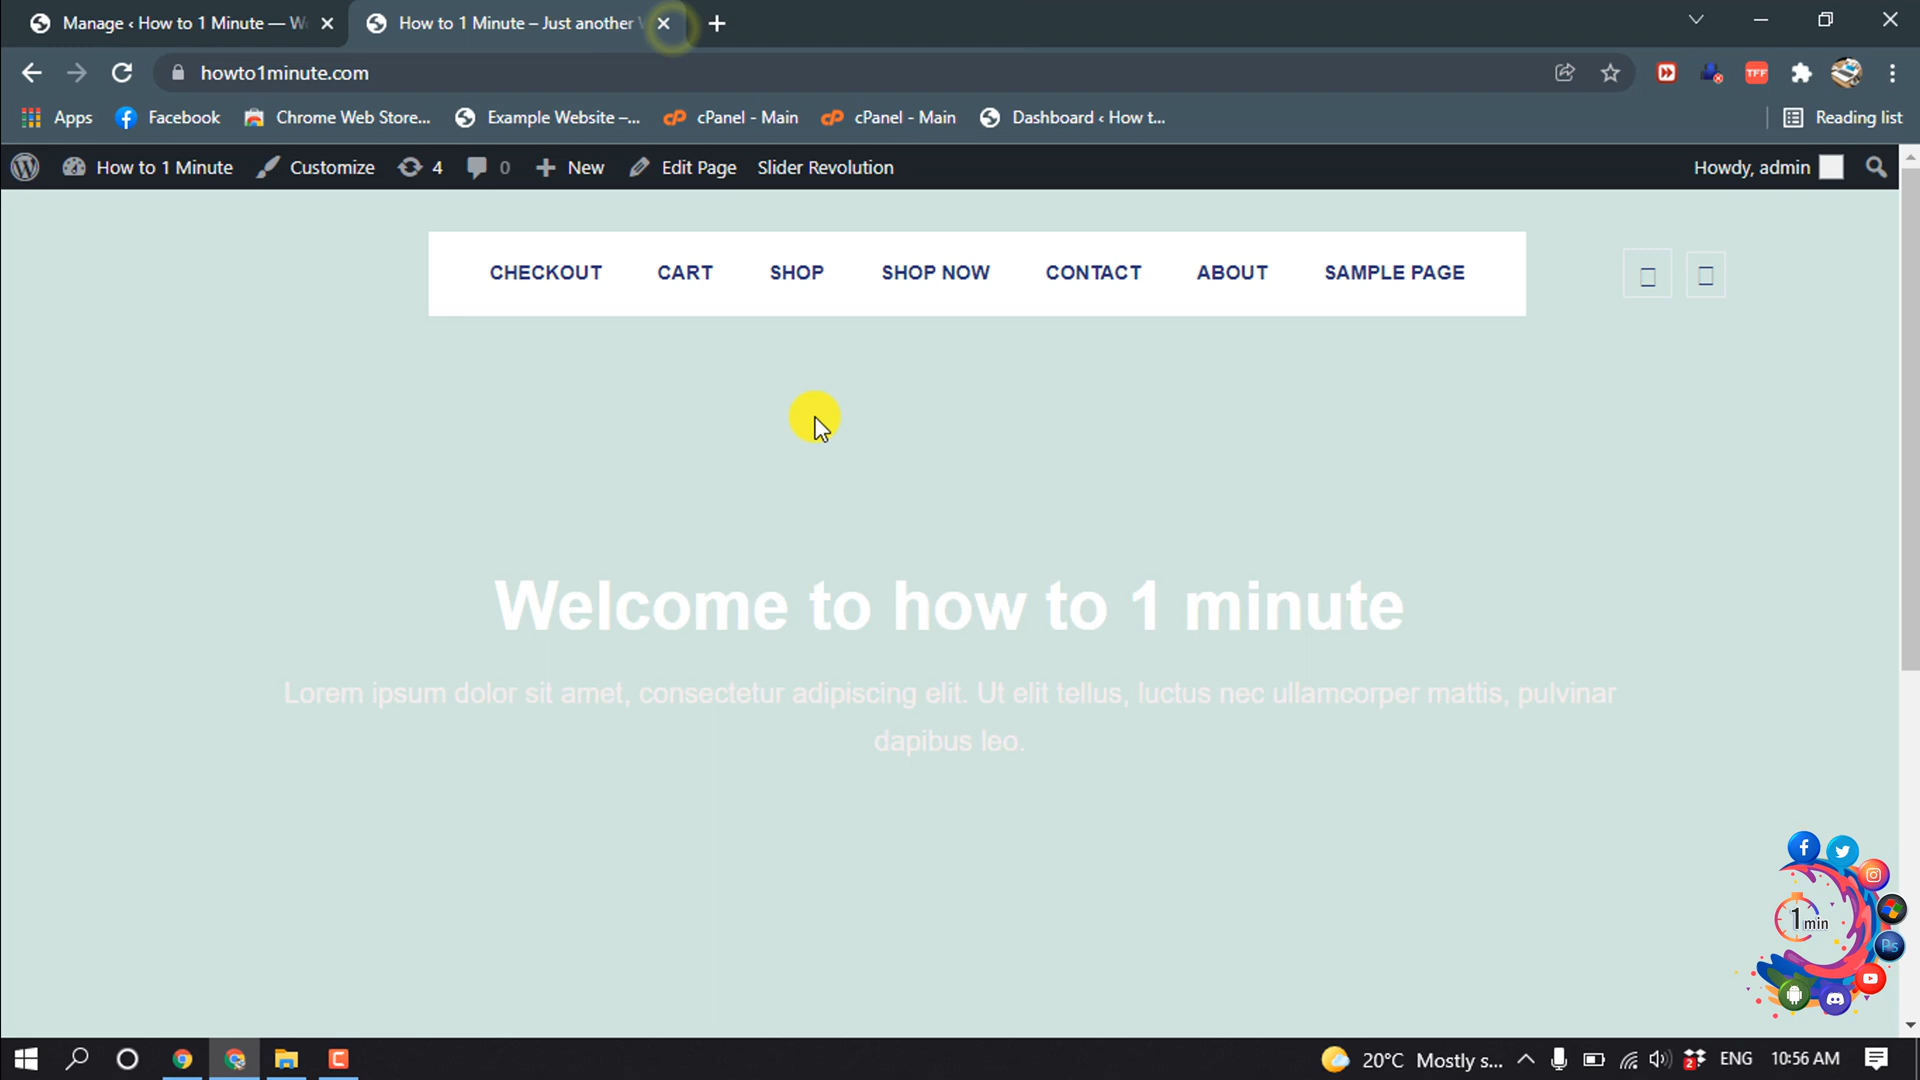 Manage ‹ How to 1 Minute — W
How to 1 Minute – Just another
howto1minute.com
TFF
Apps
Facebook
Chrome Web Store...
Example Website –...
cPanel - Main
cPanel - Main
Dashboard ‹ How t...
Reading list
How to 1 Minute
Customize
4
0
New
Edit Page
Slider Revolution
Howdy, admin
CHECKOUT
CART
SHOP
SHOP NOW
CONTACT
ABOUT
SAMPLE PAGE
Welcome to how to 1 minute
Lorem ipsum dolor sit amet, consectetur adipiscing elit. Ut elit tellus, luctus nec ullamcorper mattis, pulvinar
dapibus leo.
1 min
Ps
20°C Mostly s...
2
ENG
10:56 AM